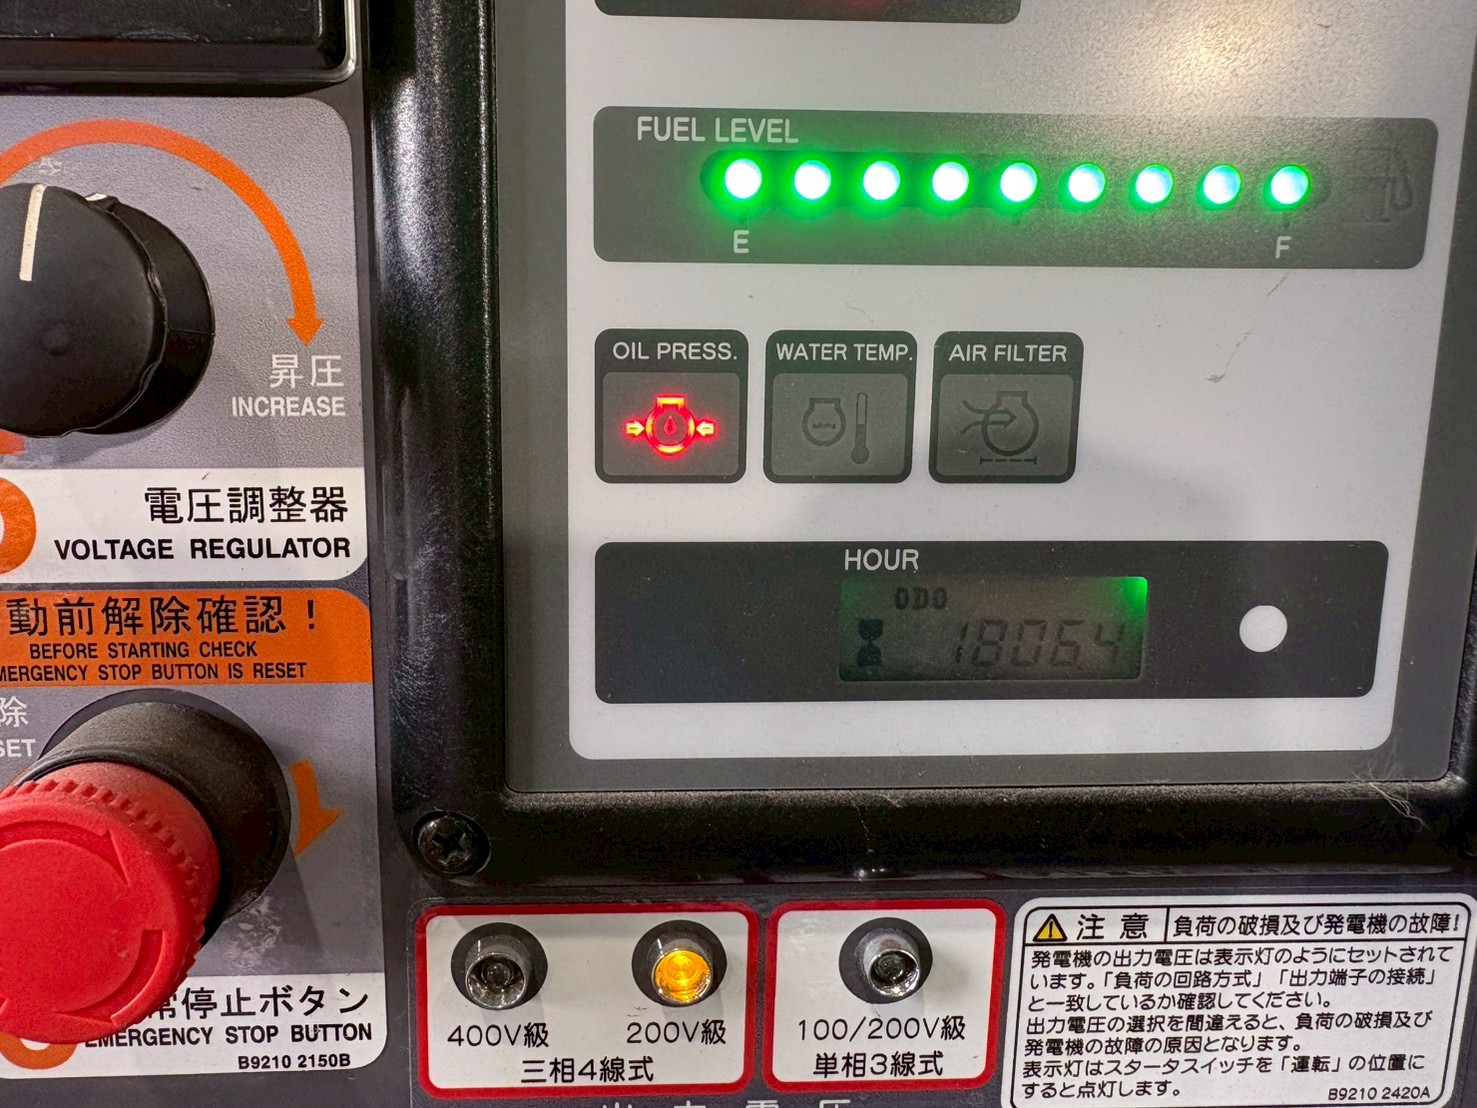 昇圧
INCREASE
電圧調整器
VOLTAGE REGULATOR
動前解除確認！
BEFORE STARTING CHECK
MERGENCY STOP BUTTON IS RESET
除
SET
常停止ボタン
EMERGENCY STOP BUTTON
B9210 2150B
FUEL LEVEL
E
F
OIL PRESS.
WATER TEMP.
AIR FILTER
HOUR
ODO
1806.4
400V級
200V級
三相4線式
100/200V級
単相3線式
注意 負荷の破損及び発電機の故障!
発電機の出力電圧は表示灯のようにセットされて
います。「負荷の回路方式」「出力端子の接続」
と一致しているか確認してください。
出力電圧の選択を間違えると、負荷の破損及び
発電機の故障の原因となります。
表示灯はスタータスイッチを「運転」の位置に
すると点灯します。
B9210 2420A
出力電圧